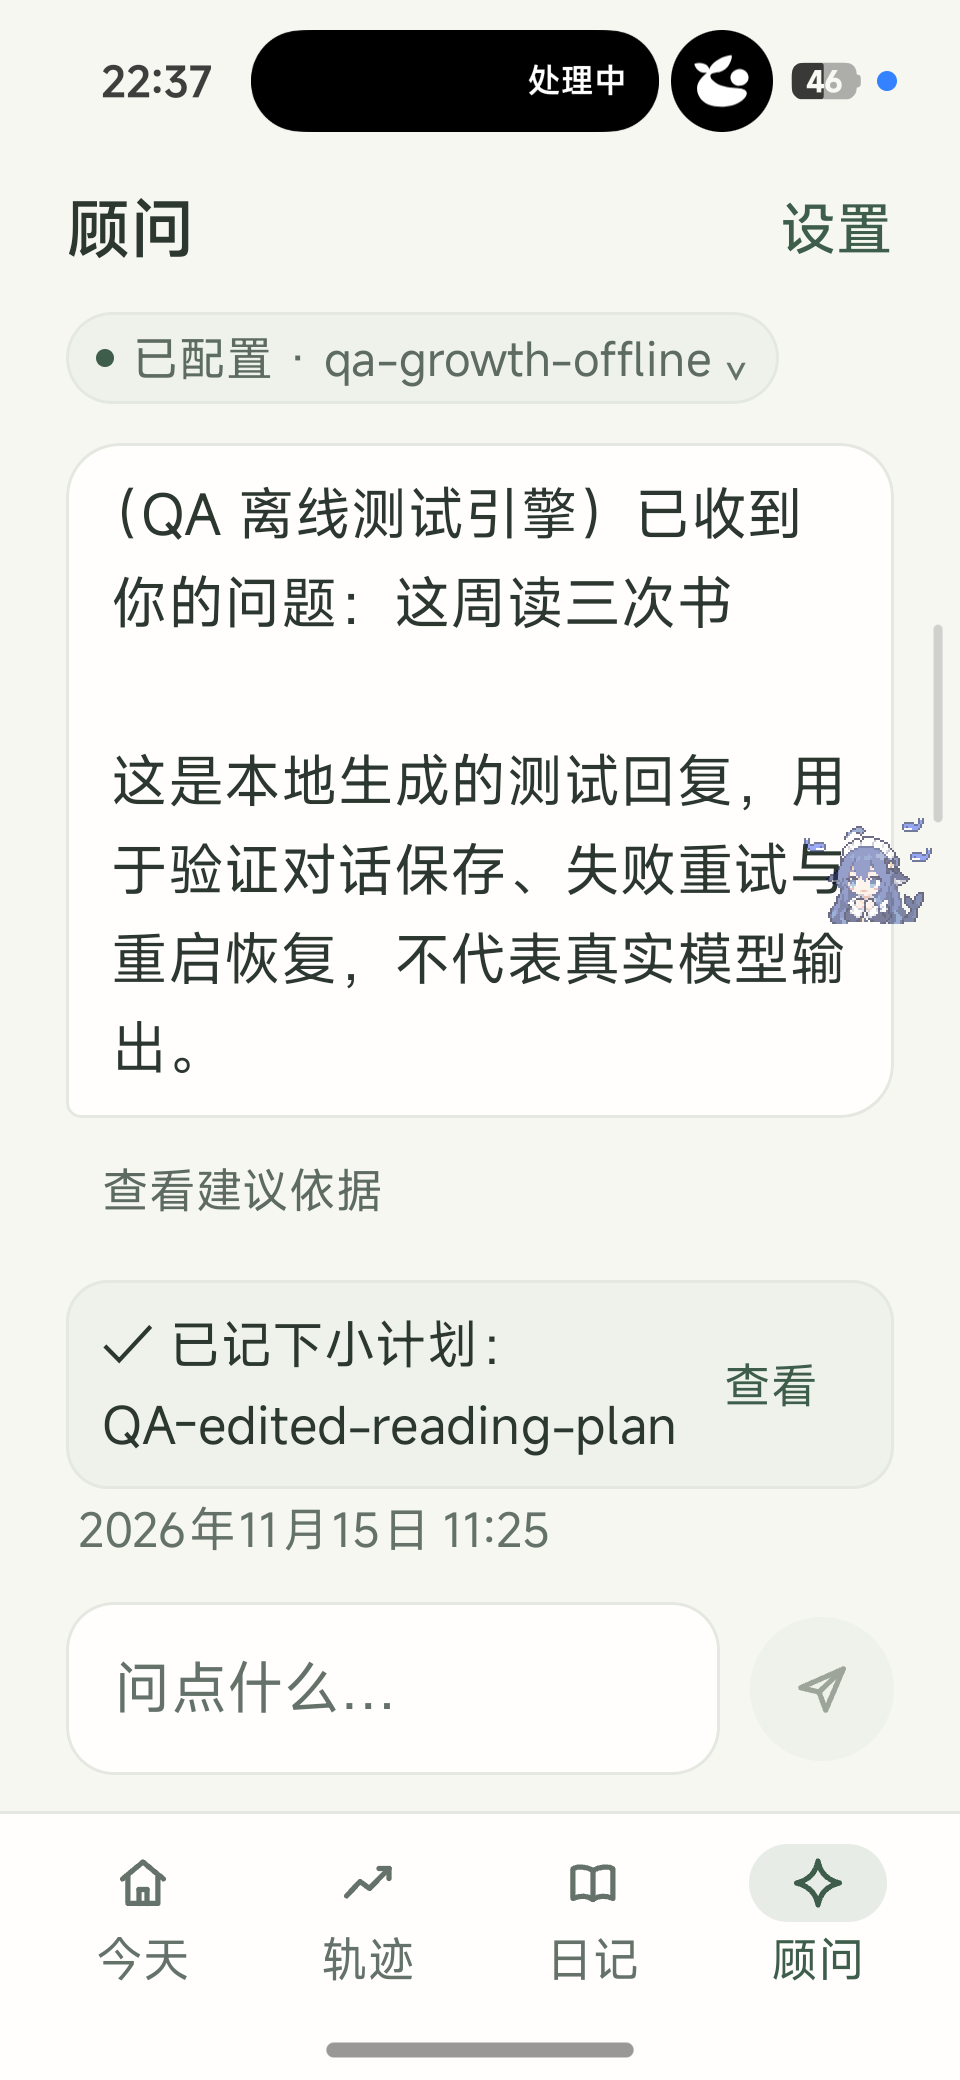 22:37
处理中
46
顾问
设置
已配置 · qa-growth-offline
（QA 离线测试引擎）已收到
你的问题：这周读三次书
这是本地生成的测试回复，用
于验证对话保存、失败重试与
重启恢复，不代表真实模型输
出。
查看建议依据
✓ 已记下小计划：
QA-edited-reading-plan
查看
2026年11月15日 11:25
问点什么...
今天
轨迹
日记
顾问